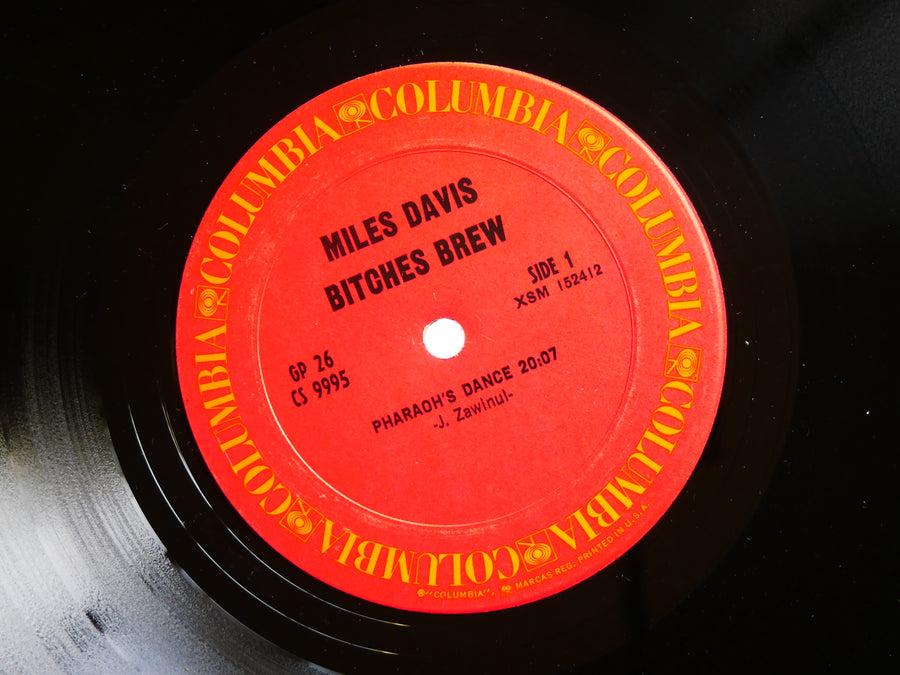 COLUMBIA COLUMBIA COLUMBIA COLUMBIA COLUMBIA COLUMBIA COLUMBIA
MILES DAVIS
BITCHES BREW
SIDE 1
XSM 152412
GP 26
CS 9995
PHARAOH'S DANCE 20:07
-J. Zawinul-
®"COLUMBIA", MARCAS REG. PRINTED IN U.S.A.